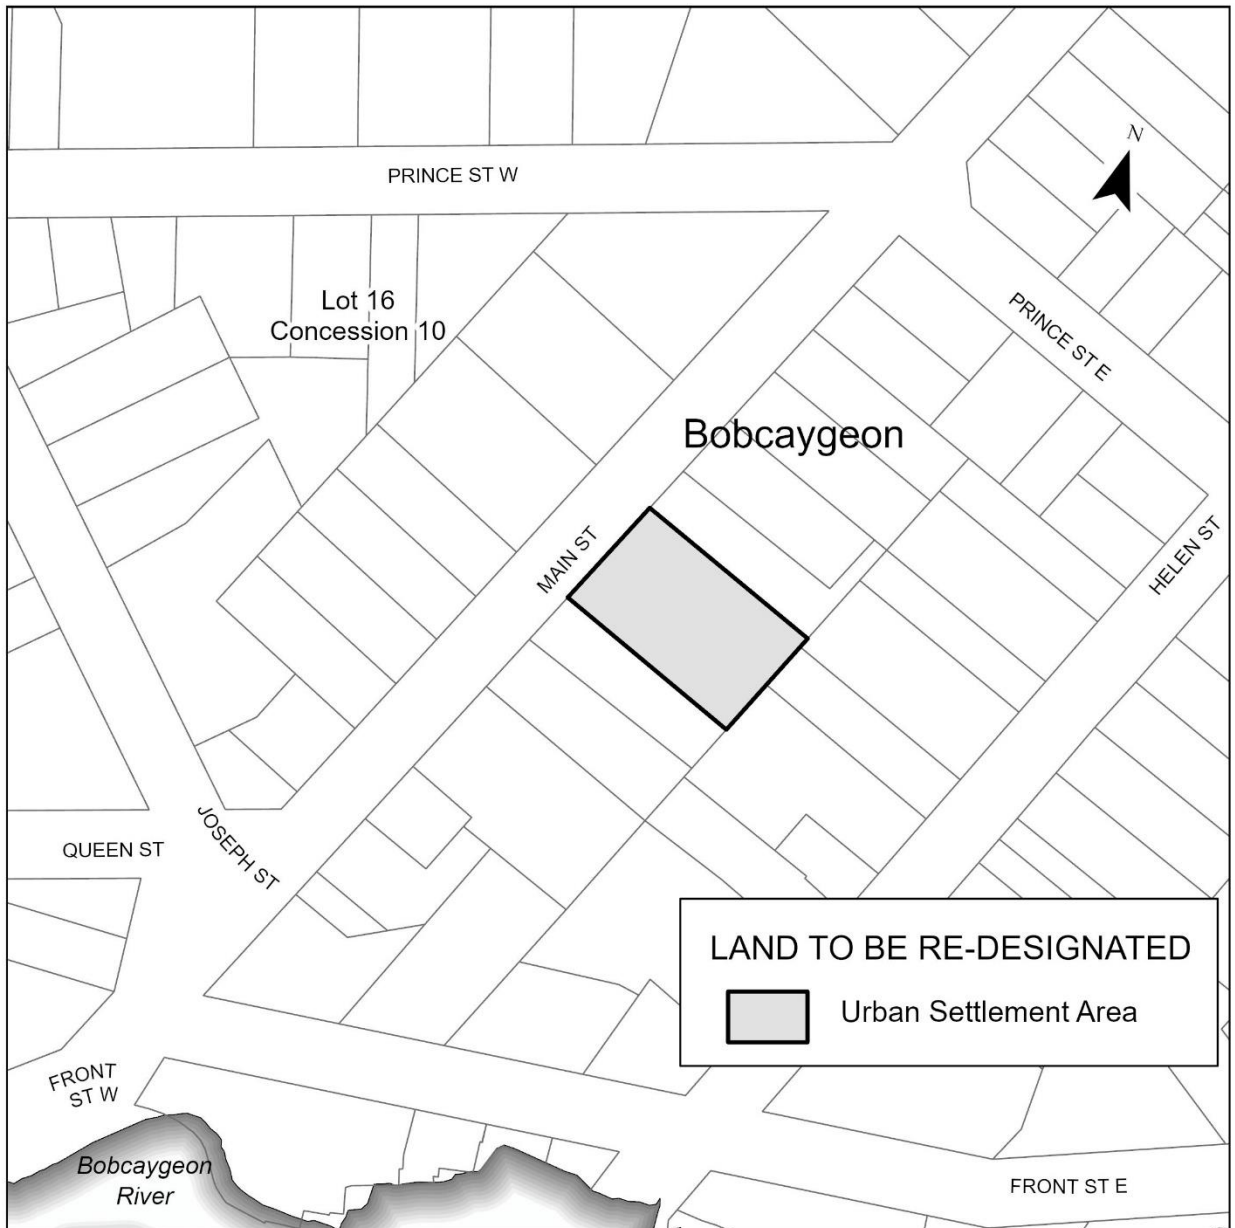 N
PRINCE ST W
Lot 16
Concession 10
PRINCE ST E
Bobcaygeon
MAIN ST
HELEN ST
QUEEN ST
JOSEPH ST
LAND TO BE RE-DESIGNATED
Urban Settlement Area
FRONT
ST W
Bobcaygeon
River
FRONT ST E